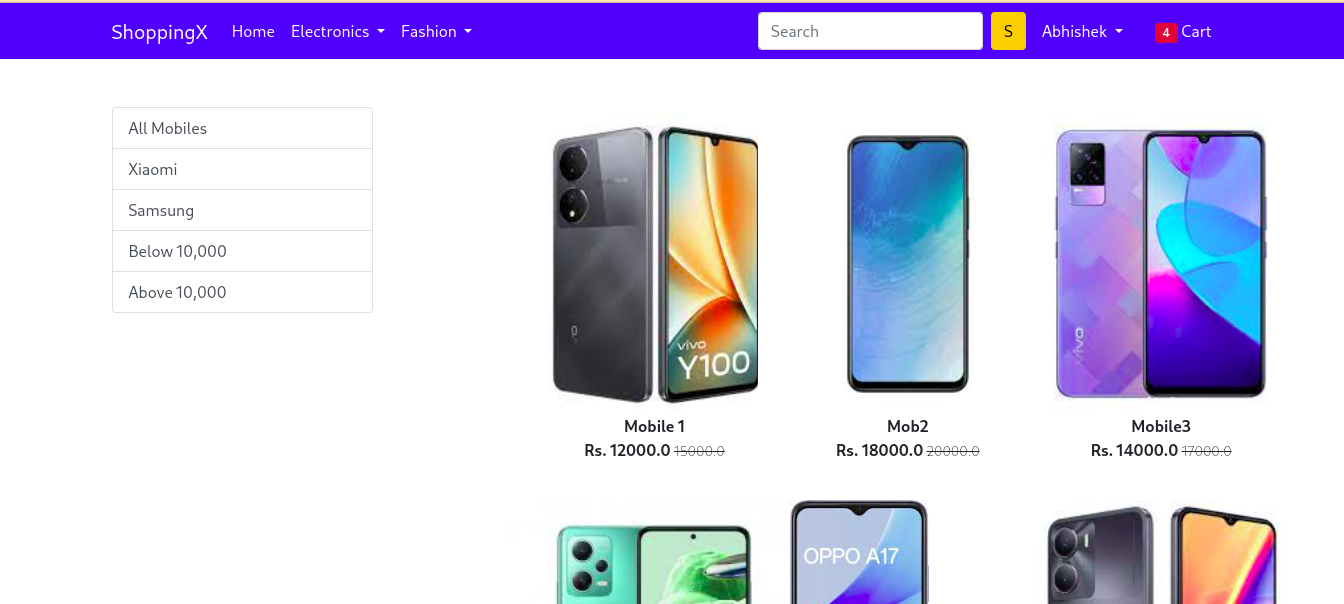 ShoppingX Home Electronics Fashion Search S Abhishek 4 Cart
All Mobiles
Xiaomi
Samsung
Below 10,000
Above 10,000
vivo
Y100
vivo
Mobile 1
Rs. 12000.0 15000.0
Mob2
Rs. 18000.0 20000.0
Mobile3
Rs. 14000.0 17000.0
OPPO A17